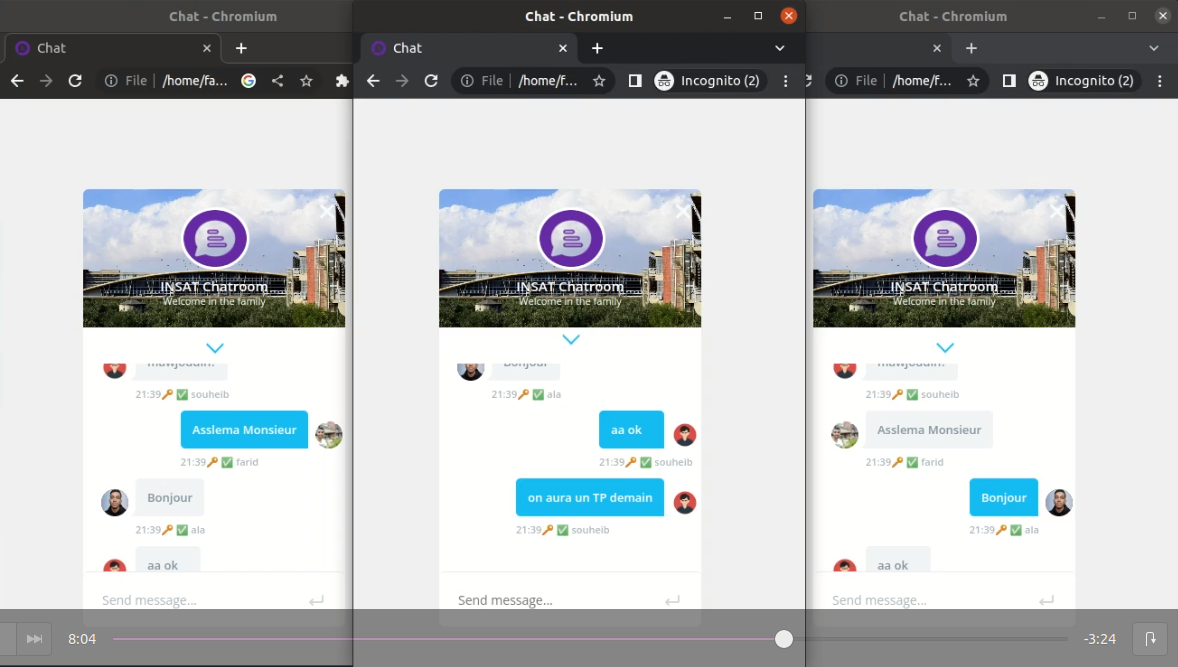 Chat - Chromium
Chat
File
/home/fa...
INSAT Chatroom
Welcome in the family
mawjoudin?
21:39🔑 ✅ souheib
Asslema Monsieur
21:39🔑 ✅ farid
Bonjour
21:39🔑 ✅ ala
aa ok
Send message...
Chat - Chromium
Chat
File
/home/f...
Incognito (2)
INSAT Chatroom
Welcome in the family
Bonjour
21:39🔑 ✅ ala
aa ok
21:39🔑 ✅ souheib
on aura un TP demain
21:39🔑 ✅ souheib
Send message...
Chat - Chromium
File
/home/f...
Incognito (2)
INSAT Chatroom
Welcome in the family
mawjoudin?
21:39🔑 ✅ souheib
Asslema Monsieur
21:39🔑 ✅ farid
Bonjour
21:39🔑 ✅ ala
aa ok
Send message...
8:04
-3:24